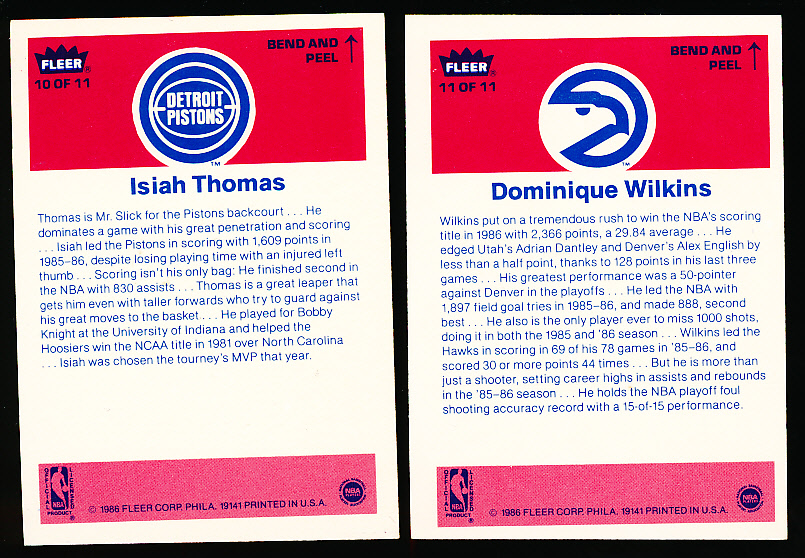 FLEER®
10 OF 11
BEND AND
PEEL
DETROIT
PISTONS
™
Isiah Thomas
Thomas is Mr. Slick for the Pistons backcourt . . . He
dominates a game with his great penetration and scoring
. . . Isiah led the Pistons in scoring with 1,609 points in
1985-86, despite losing playing time with an injured left
thumb . . . Scoring isn't his only bag: He finished second in
the NBA with 830 assists . . . Thomas is a great leaper that
gets him even with taller forwards who try to guard against
his great moves to the basket . . . He played for Bobby
Knight at the University of Indiana and helped the
Hoosiers win the NCAA title in 1981 over North Carolina
. . . Isiah was chosen the tourney's MVP that year.
OFFICIAL
LICENSED
NBA
PRODUCT
© 1986 FLEER CORP. PHILA. 19141 PRINTED IN U.S.A.
NBA
PLAYERS
FLEER®
11 OF 11
BEND AND
PEEL
™
Dominique Wilkins
Wilkins put on a tremendous rush to win the NBA's scoring
title in 1986 with 2,366 points, a 29.84 average . . . He
edged Utah's Adrian Dantley and Denver's Alex English by
less than a half point, thanks to 128 points in his last three
games . . . His greatest performance was a 50-pointer
against Denver in the playoffs . . . He led the NBA with
1,897 field goal tries in 1985-86, and made 888, second
best . . . He also is the only player ever to miss 1000 shots,
doing it in both the 1985 and '86 season . . . Wilkins led the
Hawks in scoring in 69 of his 78 games in '85-86, and
scored 30 or more points 44 times . . . But he is more than
just a shooter, setting career highs in assists and rebounds
in the '85-86 season . . . He holds the NBA playoff foul
shooting accuracy record with a 15-of-15 performance.
OFFICIAL
LICENSED
NBA
PRODUCT
© 1986 FLEER CORP. PHILA. 19141 PRINTED IN U.S.A.
NBA
PLAYERS